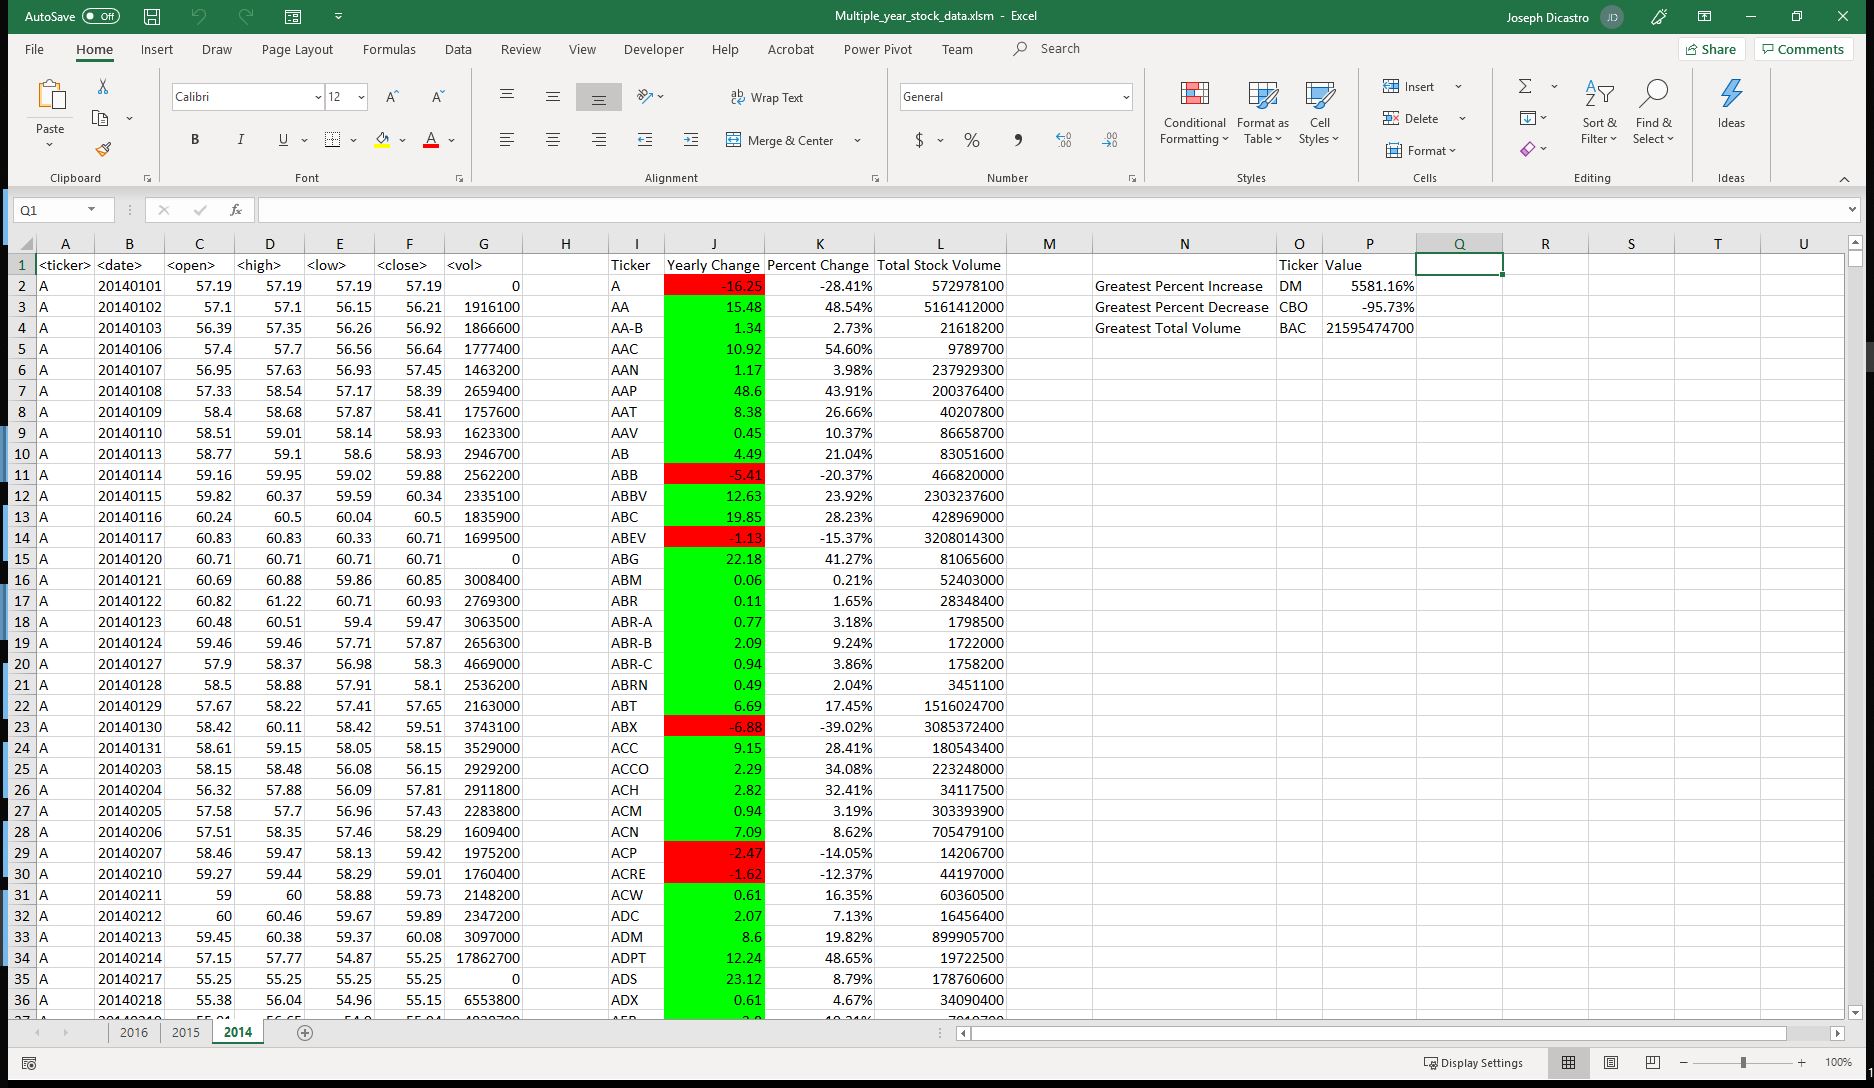 AutoSave Off Multiple_year_stock_data.xlsm - Excel Joseph Dicastro JD
File Home Insert Draw Page Layout Formulas Data Review View Developer Help Acrobat Power Pivot Team Search Share Comments
Calibri 12 Wrap Text General Insert Σ
Paste Conditional Formatting Format as Table Cell Styles Delete Sort & Filter Find & Select Ideas
B I U A Merge & Center $ % Format
Clipboard Font Alignment Number Styles Cells Editing Ideas
Q1 fx
A B C D E F G H I J K L M N O P Q R S T U
1 <ticker> <date> <open> <high> <low> <close> <vol> Ticker Yearly Change Percent Change Total Stock Volume Ticker Value
2 A 20140101 57.19 57.19 57.19 57.19 0 A -16.25 -28.41% 572978100 Greatest Percent Increase DM 5581.16%
3 A 20140102 57.1 57.1 56.15 56.21 1916100 AA 15.48 48.54% 5161412000 Greatest Percent Decrease CBO -95.73%
4 A 20140103 56.39 57.35 56.26 56.92 1866600 AA-B 1.34 2.73% 21618200 Greatest Total Volume BAC 21595474700
5 A 20140106 57.4 57.7 56.56 56.64 1777400 AAC 10.92 54.60% 9789700
6 A 20140107 56.95 57.63 56.93 57.45 1463200 AAN 1.17 3.98% 237929300
7 A 20140108 57.33 58.54 57.17 58.39 2659400 AAP 48.6 43.91% 200376400
8 A 20140109 58.4 58.68 57.87 58.41 1757600 AAT 8.38 26.66% 40207800
9 A 20140110 58.51 59.01 58.14 58.93 1623300 AAV 0.45 10.37% 86658700
10 A 20140113 58.77 59.1 58.6 58.93 2946700 AB 4.49 21.04% 83051600
11 A 20140114 59.16 59.95 59.02 59.88 2562200 ABB -5.41 -20.37% 466820000
12 A 20140115 59.82 60.37 59.59 60.34 2335100 ABBV 12.63 23.92% 2303237600
13 A 20140116 60.24 60.5 60.04 60.5 1835900 ABC 19.85 28.23% 428969000
14 A 20140117 60.83 60.83 60.33 60.71 1699500 ABEV -1.13 -15.37% 3208014300
15 A 20140120 60.71 60.71 60.71 60.71 0 ABG 22.18 41.27% 81065600
16 A 20140121 60.69 60.88 59.86 60.85 3008400 ABM 0.06 0.21% 52403000
17 A 20140122 60.82 61.22 60.71 60.93 2769300 ABR 0.11 1.65% 28348400
18 A 20140123 60.48 60.51 59.4 59.47 3063500 ABR-A 0.77 3.18% 1798500
19 A 20140124 59.46 59.46 57.71 57.87 2656300 ABR-B 2.09 9.24% 1722000
20 A 20140127 57.9 58.37 56.98 58.3 4669000 ABR-C 0.94 3.86% 1758200
21 A 20140128 58.5 58.88 57.91 58.1 2536200 ABRN 0.49 2.04% 3451100
22 A 20140129 57.67 58.22 57.41 57.65 2163000 ABT 6.69 17.45% 1516024700
23 A 20140130 58.42 60.11 58.42 59.51 3743100 ABX -6.88 -39.02% 3085372400
24 A 20140131 58.61 59.15 58.05 58.15 3529000 ACC 9.15 28.41% 180543400
25 A 20140203 58.15 58.48 56.08 56.15 2929200 ACCO 2.29 34.08% 223248000
26 A 20140204 56.32 57.88 56.09 57.81 2911800 ACH 2.82 32.41% 34117500
27 A 20140205 57.58 57.7 56.96 57.43 2283800 ACM 0.94 3.19% 303393900
28 A 20140206 57.51 58.35 57.46 58.29 1609400 ACN 7.09 8.62% 705479100
29 A 20140207 58.46 59.47 58.13 59.42 1975200 ACP -2.47 -14.05% 14206700
30 A 20140210 59.27 59.44 58.29 59.01 1760400 ACRE -1.62 -12.37% 44197000
31 A 20140211 59 60 58.88 59.73 2148200 ACW 0.61 16.35% 60360500
32 A 20140212 60 60.46 59.67 59.89 2347200 ADC 2.07 7.13% 16456400
33 A 20140213 59.45 60.38 59.37 60.08 3097000 ADM 8.6 19.82% 899905700
34 A 20140214 57.15 57.77 54.87 55.25 17862700 ADPT 12.24 48.65% 19722500
35 A 20140217 55.25 55.25 55.25 55.25 0 ADS 23.12 8.79% 178760600
36 A 20140218 55.38 56.04 54.96 55.15 6553800 ADX 0.61 4.67% 34090400
2016 2015 2014
Display Settings 100%